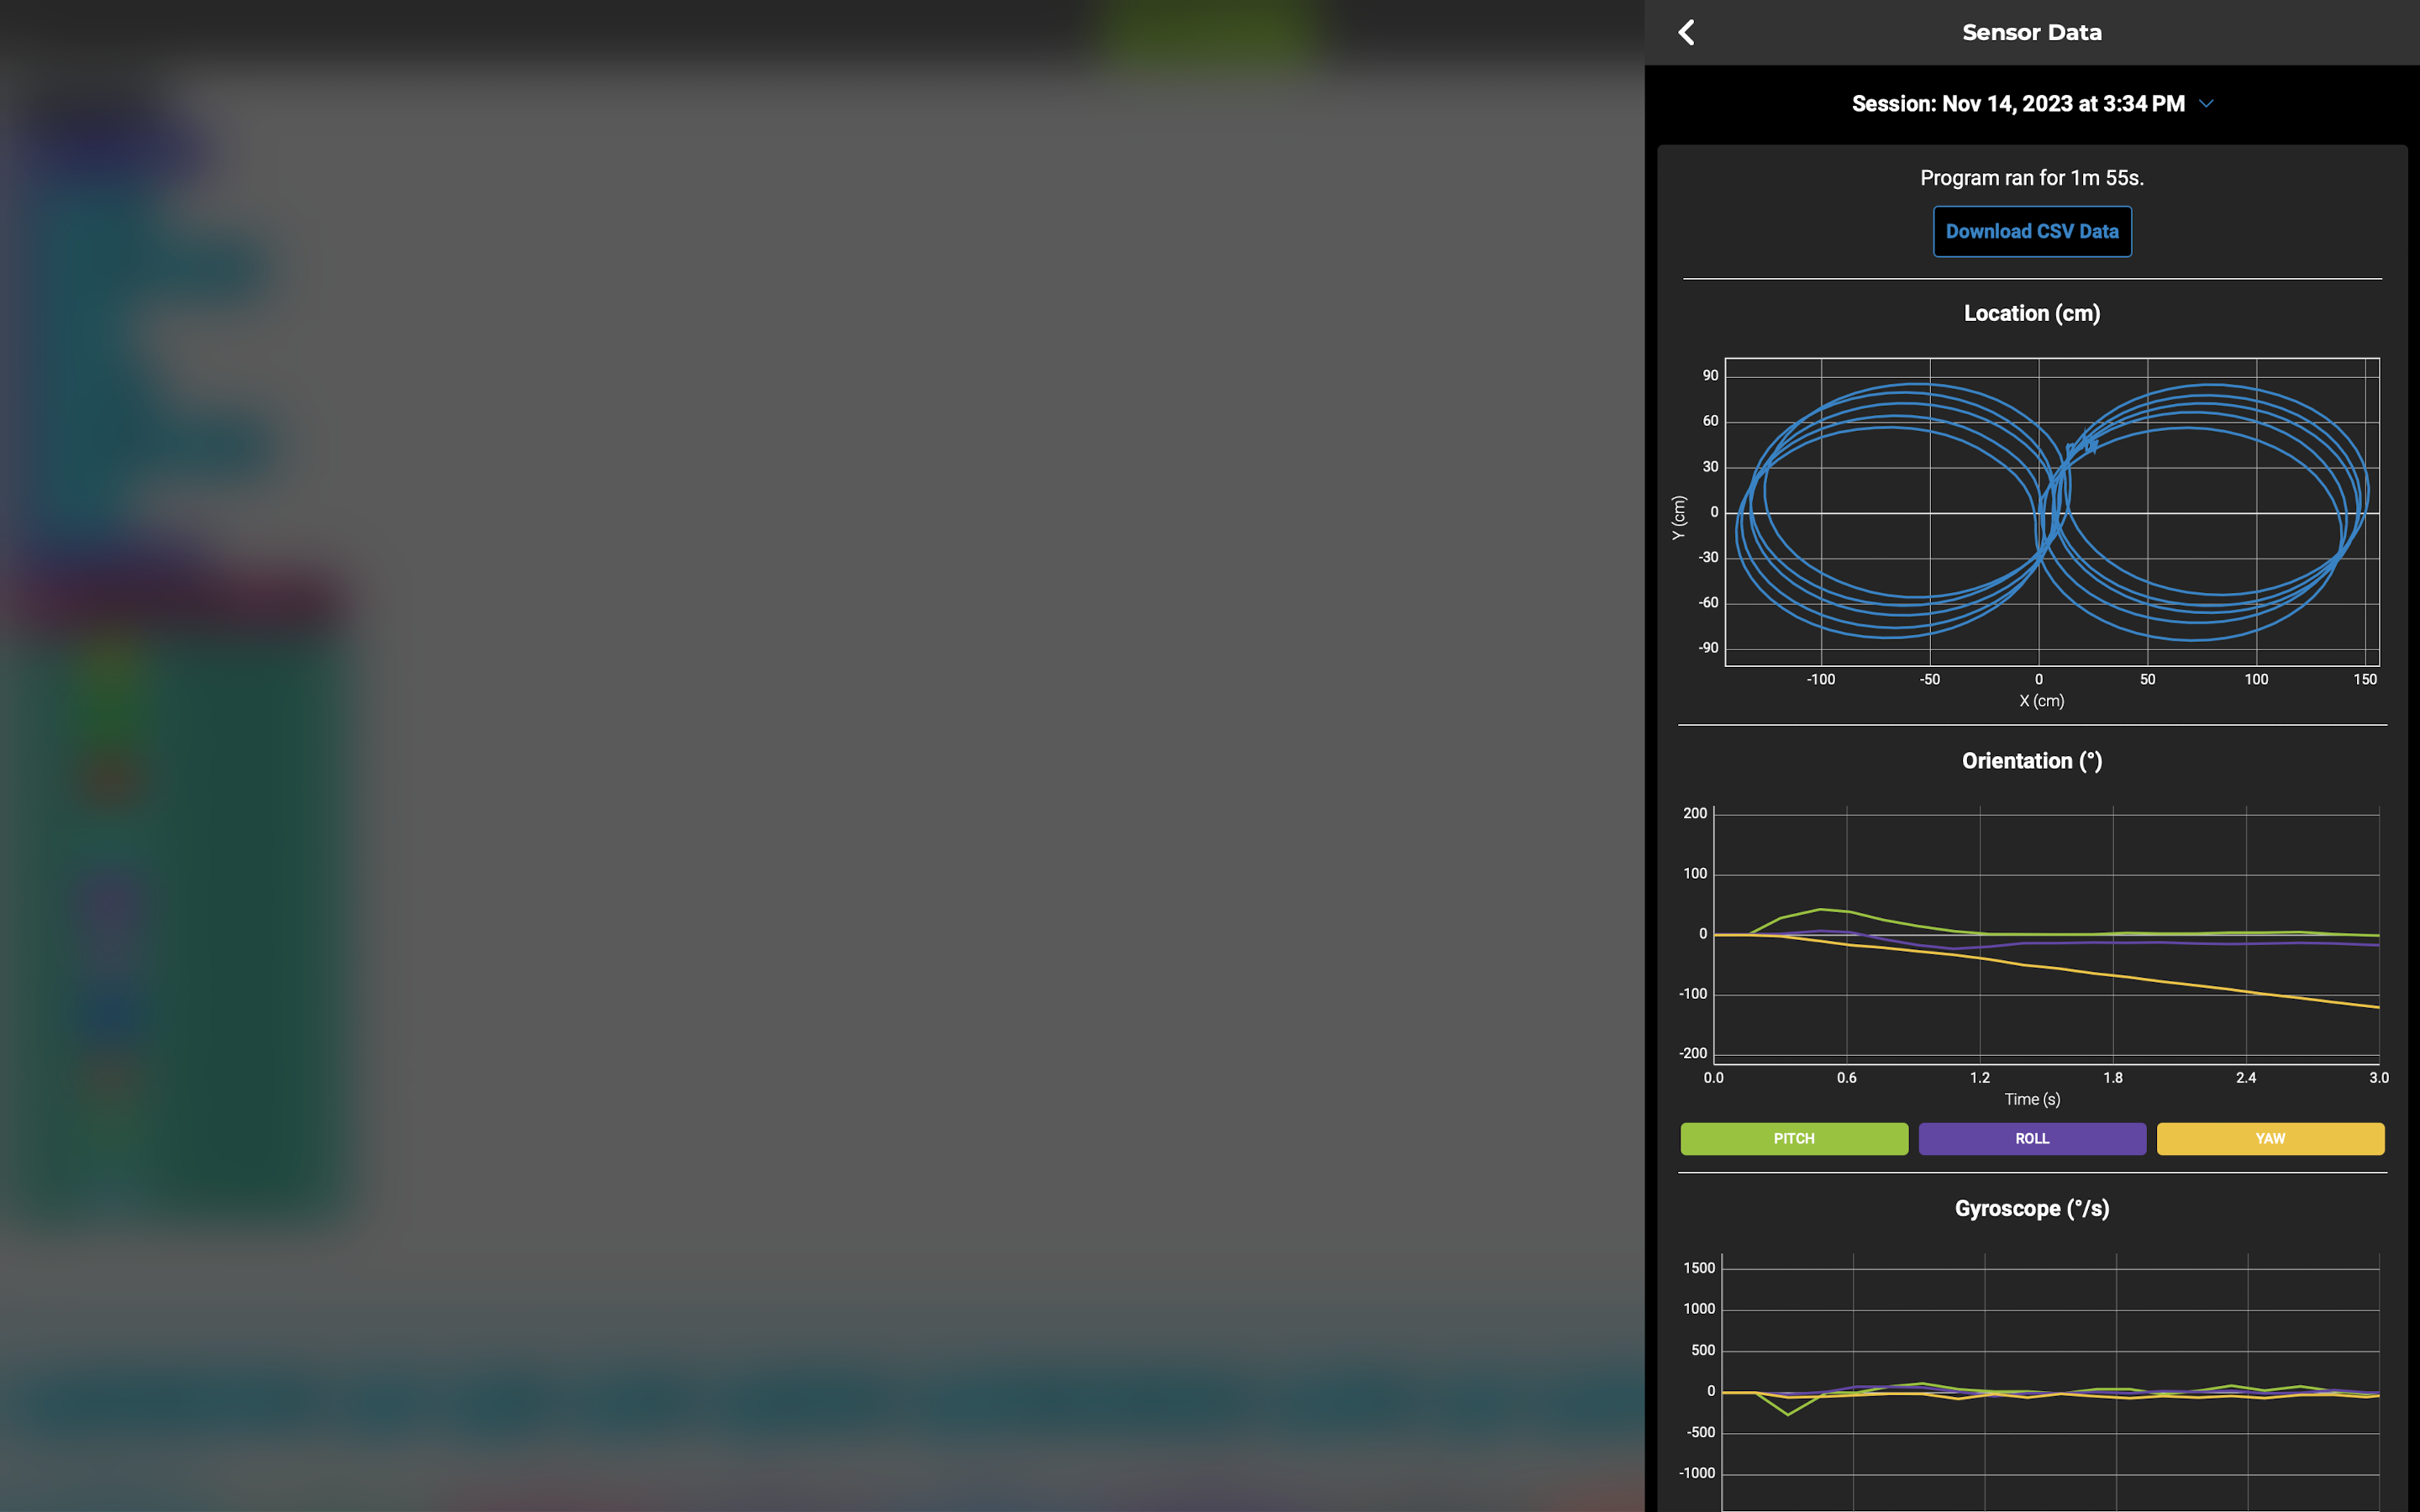 Sensor Data
Session: Nov 14, 2023 at 3:34 PM
Program ran for 1m 55s.
Download CSV Data
Location (cm)
90
60
30
0
-30
-60
-90
Y (cm)
-100 -50 0 50 100 150
X (cm)
Orientation (°)
200
100
0
-100
-200
0.0 0.6 1.2 1.8 2.4 3.0
Time (s)
PITCH ROLL YAW
Gyroscope (°/s)
1500
1000
500
0
-500
-1000